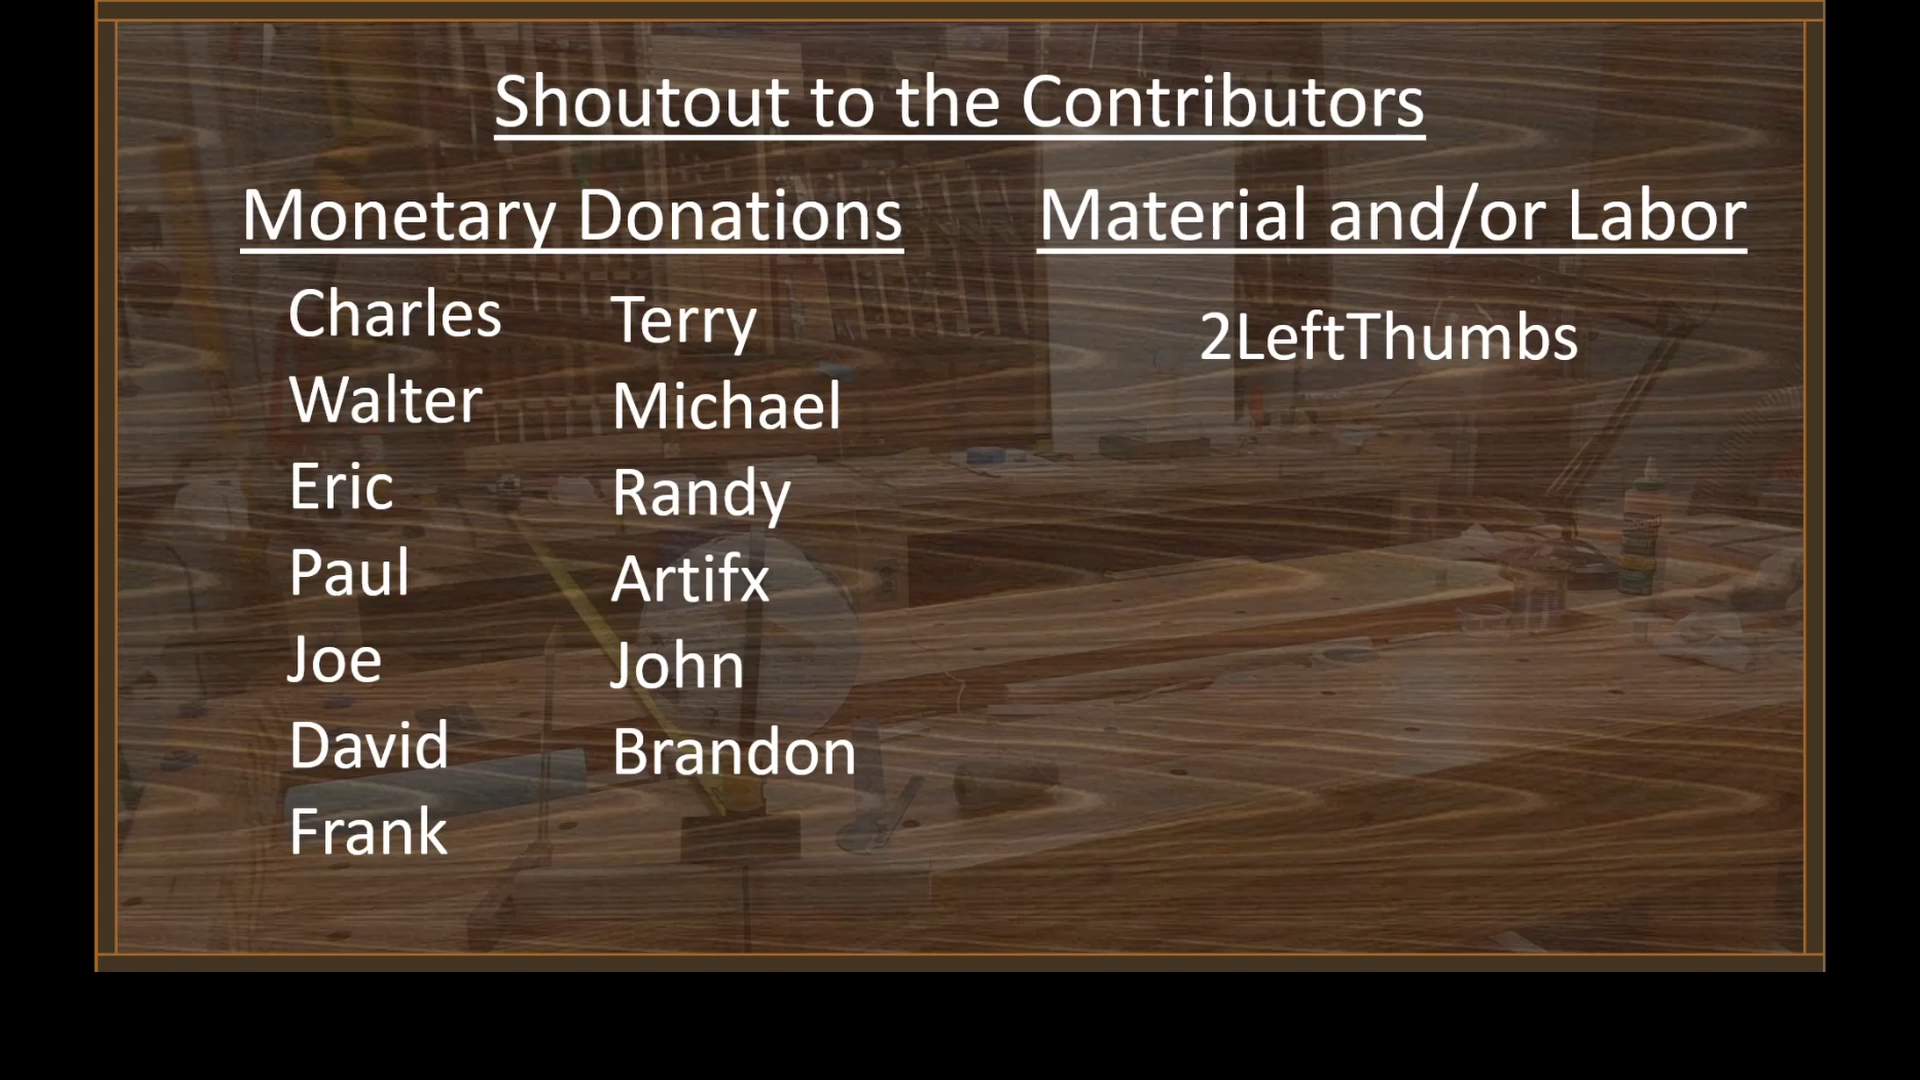 Shoutout to the Contributors
Monetary Donations
Charles
Walter
Eric
Paul
Joe
David
Frank
Terry
Michael
Randy
Artifx
John
Brandon
Material and/or Labor
2LeftThumbs